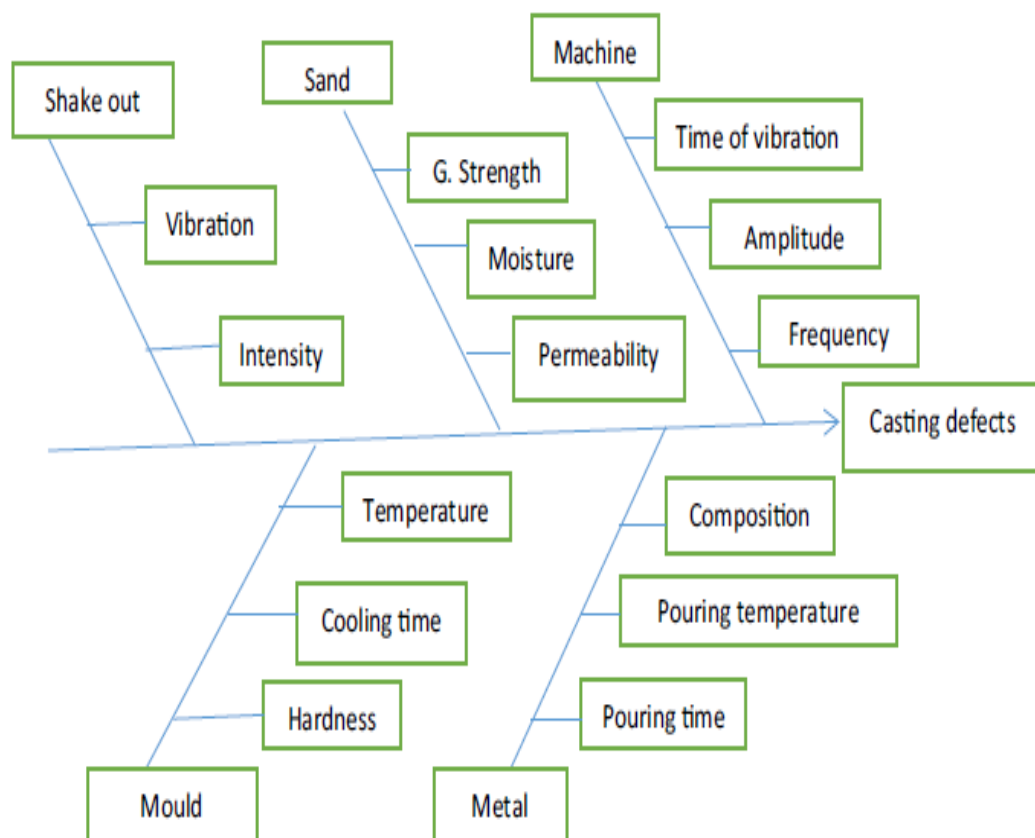 Shake out
Vibration
Intensity
Sand
G. Strength
Moisture
Permeability
Machine
Time of vibration
Amplitude
Frequency
Casting defects
Temperature
Cooling time
Hardness
Mould
Composition
Pouring temperature
Pouring time
Metal